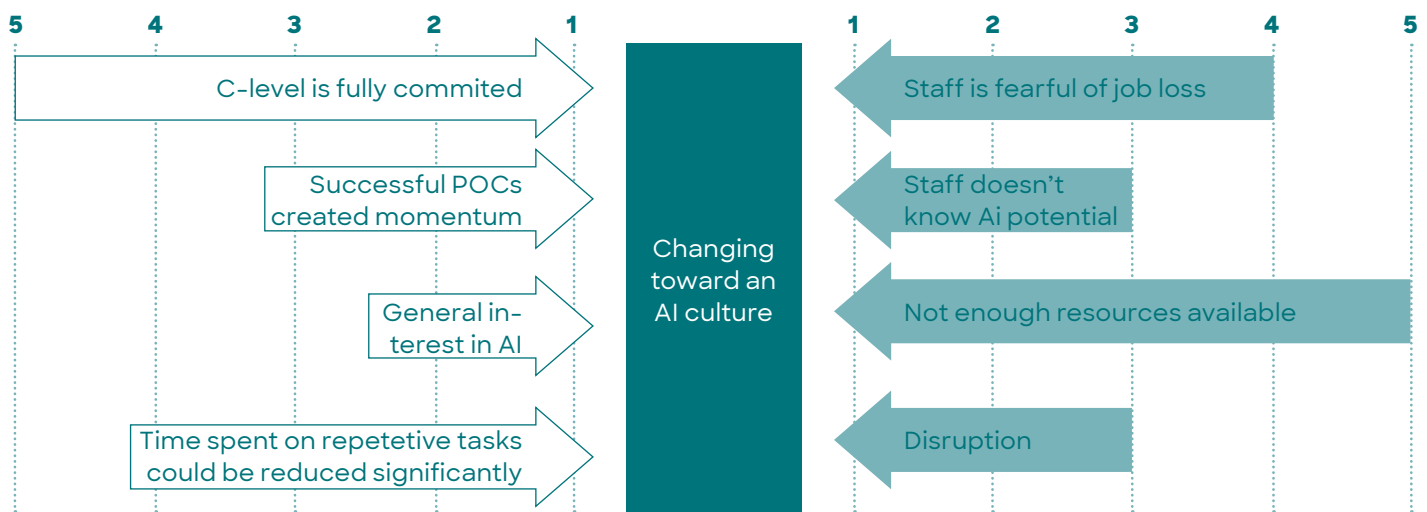 5 4 3 2 1 1 2 3 4 5
C-level is fully commited
Successful POCs
created momentum
General in-
terest in AI
Time spent on repetetive tasks
could be reduced significantly
Changing
toward an
AI culture
Staff is fearful of job loss
Staff doesn't
know Ai potential
Not enough resources available
Disruption